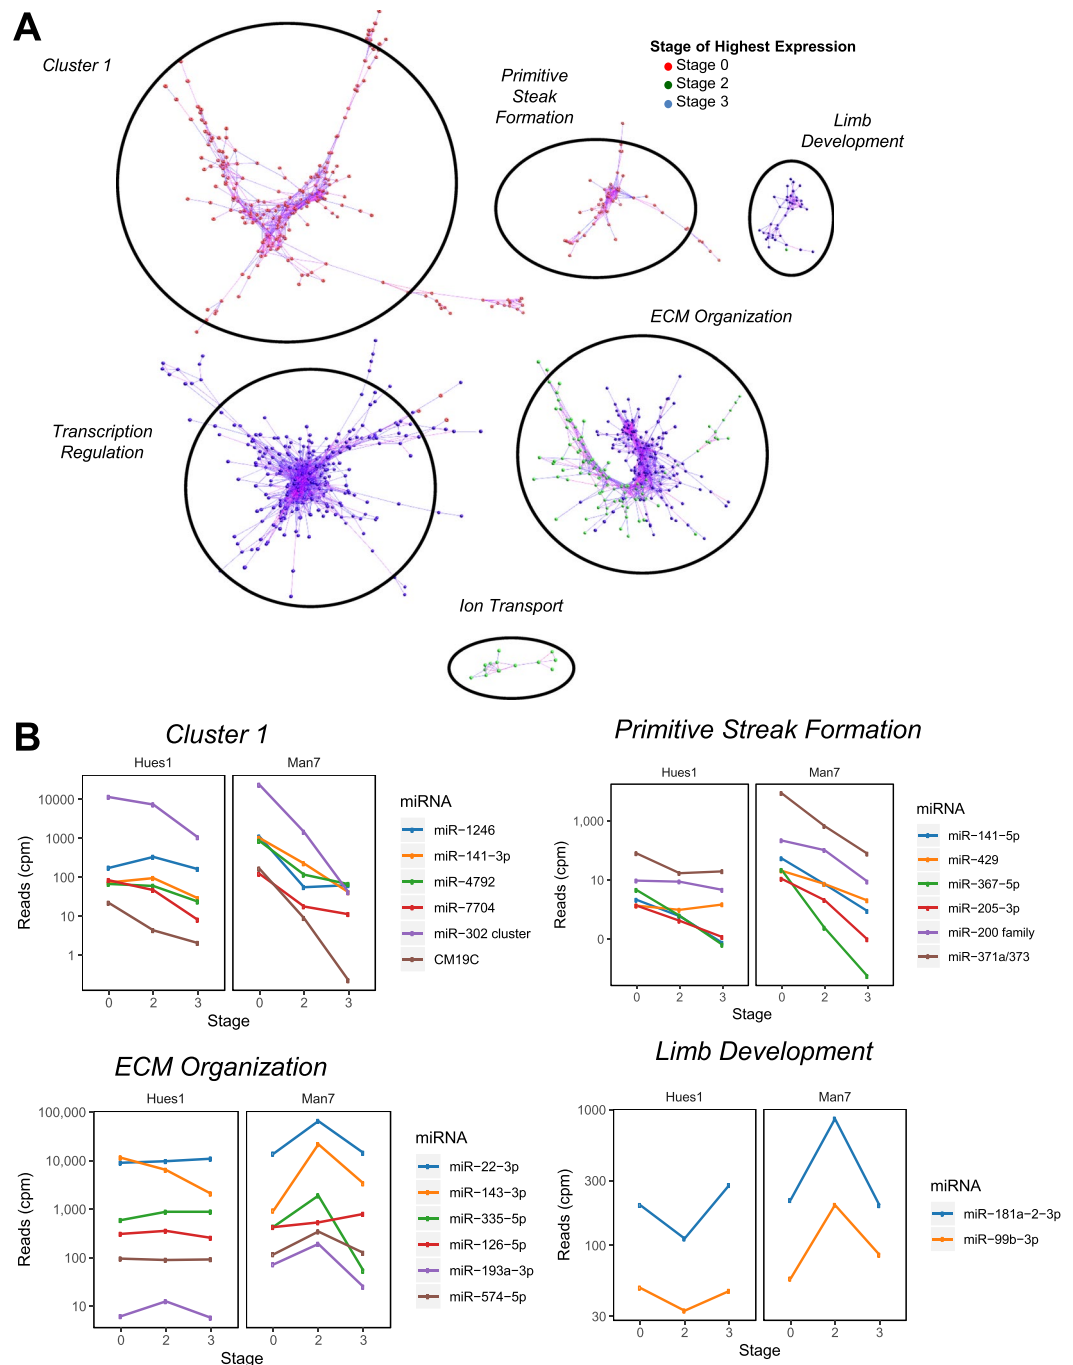 A
Cluster 1
Primitive
Steak
Formation
Stage of Highest Expression
Stage 0
Stage 2
Stage 3
Limb
Development
Transcription
Regulation
ECM Organization
Ion Transport
B
Cluster 1
Hues1
Man7
Reads (cpm)
10000
1000
100
10
1
0
2
3
0
2
3
Stage
miRNA
miR−1246
miR−141−3p
miR−4792
miR−7704
miR−302 cluster
CM19C
Primitive Streak Formation
Hues1
Man7
Reads (cpm)
1,000
10
0
0
2
3
0
2
3
Stage
miRNA
miR−141−5p
miR−429
miR−367−5p
miR−205−3p
miR−200 family
miR−371a/373
ECM Organization
Hues1
Man7
Reads (cpm)
100,000
10,000
1,000
100
10
0
2
3
0
2
3
Stage
miRNA
miR−22−3p
miR−143−3p
miR−335−5p
miR−126−5p
miR−193a−3p
miR−574−5p
Limb Development
Hues1
Man7
Reads (cpm)
1000
300
100
30
0
2
3
0
2
3
Stage
miRNA
miR−181a−2−3p
miR−99b−3p